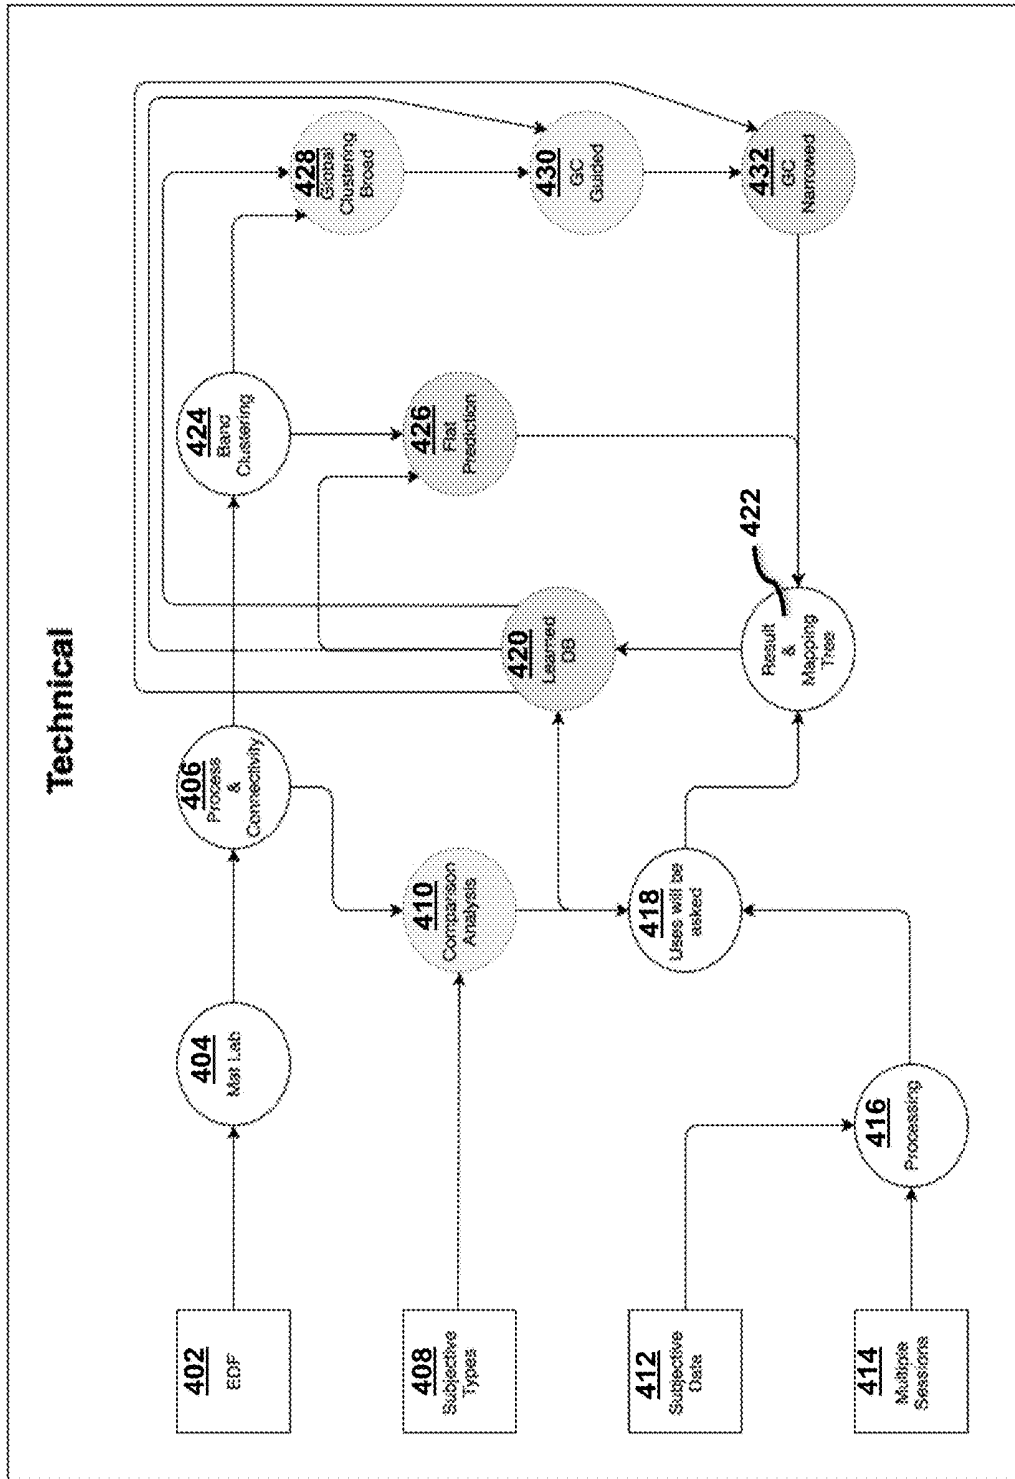 Technical
402
EDF
404
Mat Lab
406
Process
&
Connectivity
424
Band
Clustering
428
Global
Clustering
Broad
408
Subjective
Types
410
Comparison
Analysis
426
Flat
Prediction
420
Learned
DB
430
GC
Guided
412
Subjective
Data
418
Uses will be
asked
422
Result
&
Mapping
Tree
432
GC
Narrowed
414
Multiple
Sessions
416
Processing